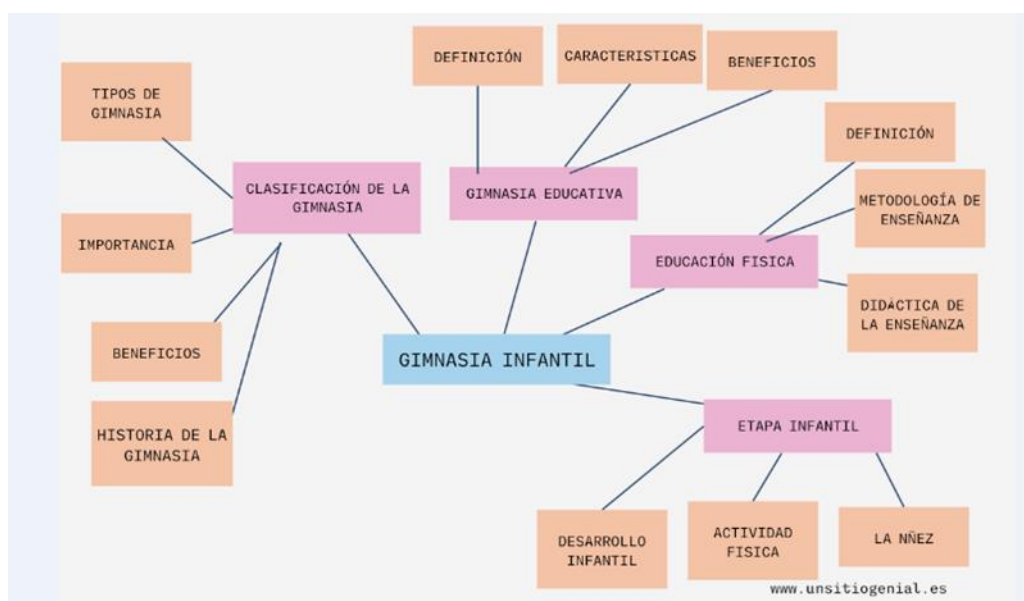 DEFINICIÓN
CARACTERISTICAS
BENEFICIOS
TIPOS DE
GIMNASIA
DEFINICIÓN
CLASIFICACIÓN DE LA
GIMNASIA
GIMNASIA EDUCATIVA
METODOLOGÍA DE
ENSEÑANZA
IMPORTANCIA
EDUCACIÓN FISICA
DIDÁCTICA DE
LA ENSEÑANZA
BENEFICIOS
GIMNASIA INFANTIL
HISTORIA DE LA
GIMNASIA
ETAPA INFANTIL
DESARROLLO
INFANTIL
ACTIVIDAD
FISICA
LA NÑEZ
www.unsitiogenial.es